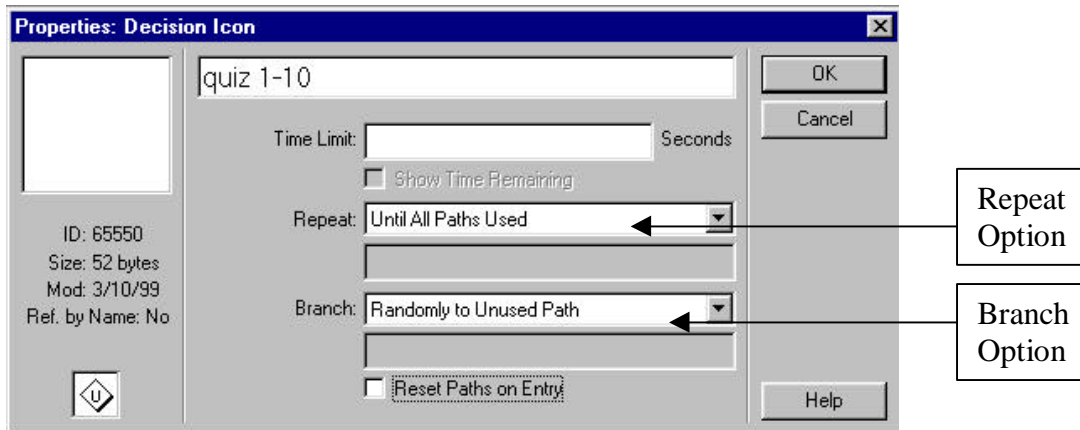 Properties: Decision Icon
quiz 1-10
OK
Cancel
Time Limit:
Seconds
Show Time Remaining
Repeat: Until All Paths Used
Repeat
Option
ID: 65550
Size: 52 bytes
Mod: 3/10/99
Ref. by Name: No
Branch: Randomly to Unused Path
Branch
Option
U
Reset Paths on Entry
Help